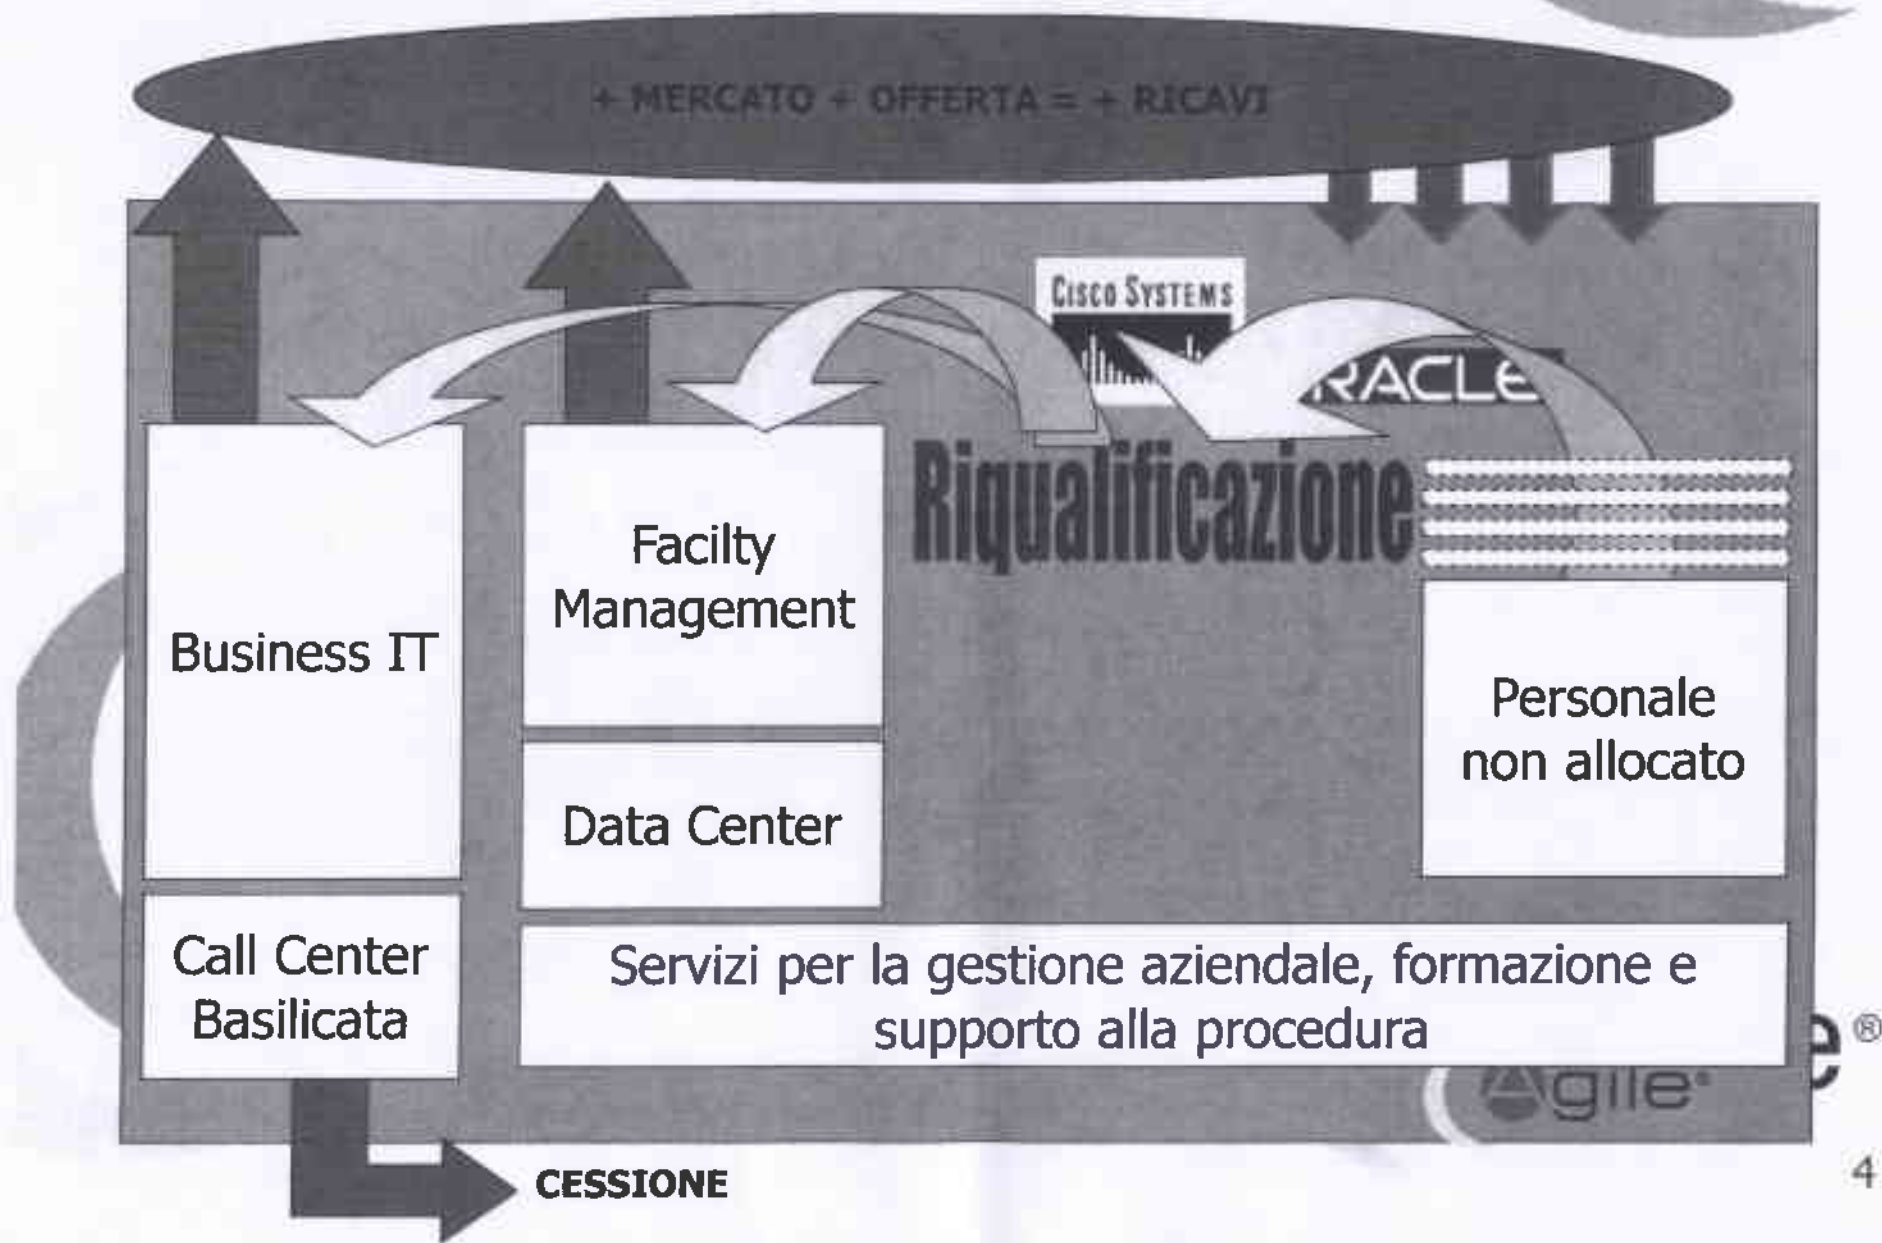 + MERCATO + OFFERTA = + RICAVI
CISCO SYSTEMS
RACLE
Riqualificazione
Facilty
Management
Business IT
Personale
non allocato
Data Center
Call Center
Basilicata
Servizi per la gestione aziendale, formazione e
supporto alla procedura
e®
Agile
CESSIONE
4